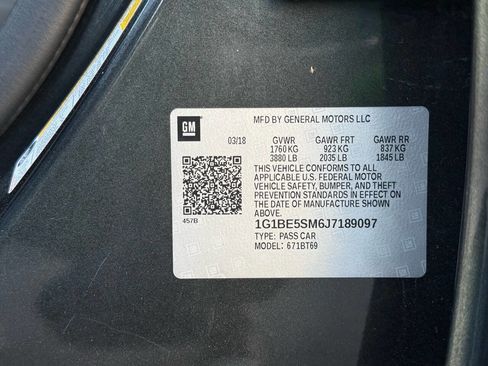 GM
MFD BY GENERAL MOTORS LLC
03/18 GVWR GAWR FRT GAWR RR
1760 KG 923 KG 837 KG
3880 LB 2035 LB 1845 LB
THIS VEHICLE CONFORMS TO ALL
APPLICABLE U.S. FEDERAL MOTOR
VEHICLE SAFETY, BUMPER, AND THEFT
PREVENTION STANDARDS IN EFFECT ON
THE DATE OF MANUFACTURE SHOWN
ABOVE.
457B
1G1BE5SM6J7189097
TYPE: PASS CAR
MODEL: 671BT69